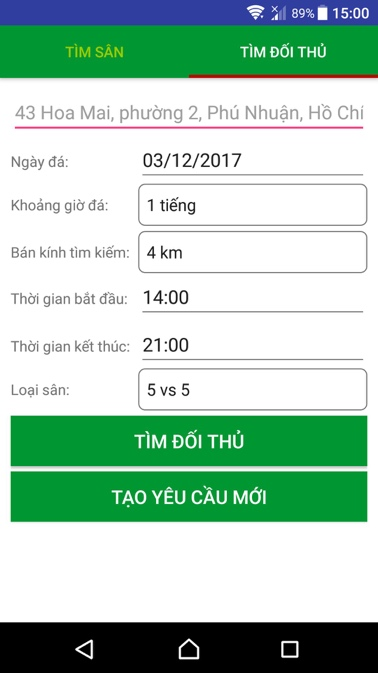 89% 15:00
TÌM SÂN TÌM ĐỐI THỦ
43 Hoa Mai, phường 2, Phú Nhuận, Hồ Chí
Ngày đá: 03/12/2017
Khoảng giờ đá: 1 tiếng
Bán kính tìm kiếm: 4 km
Thời gian bắt đầu: 14:00
Thời gian kết thúc: 21:00
Loại sân: 5 vs 5
TÌM ĐỐI THỦ
TẠO YÊU CẦU MỚI